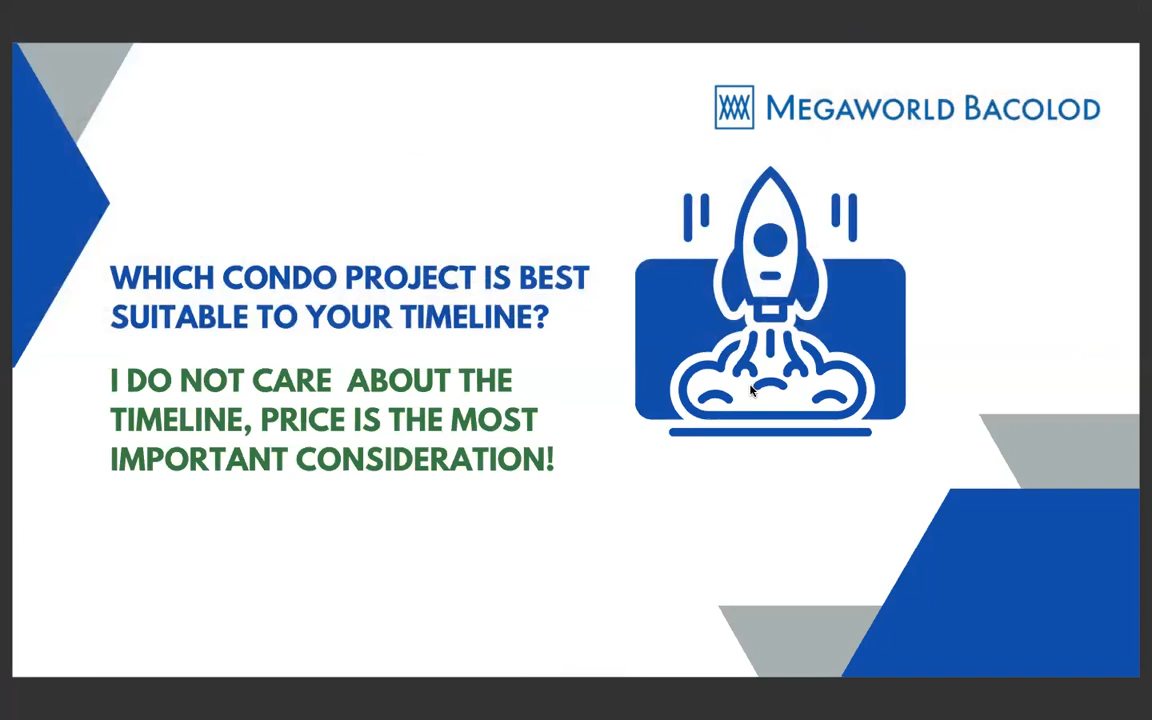 MEGAWORLD BACOLOD
WHICH CONDO PROJECT IS BEST
SUITABLE TO YOUR TIMELINE?
I DO NOT CARE ABOUT THE
TIMELINE, PRICE IS THE MOST
IMPORTANT CONSIDERATION!